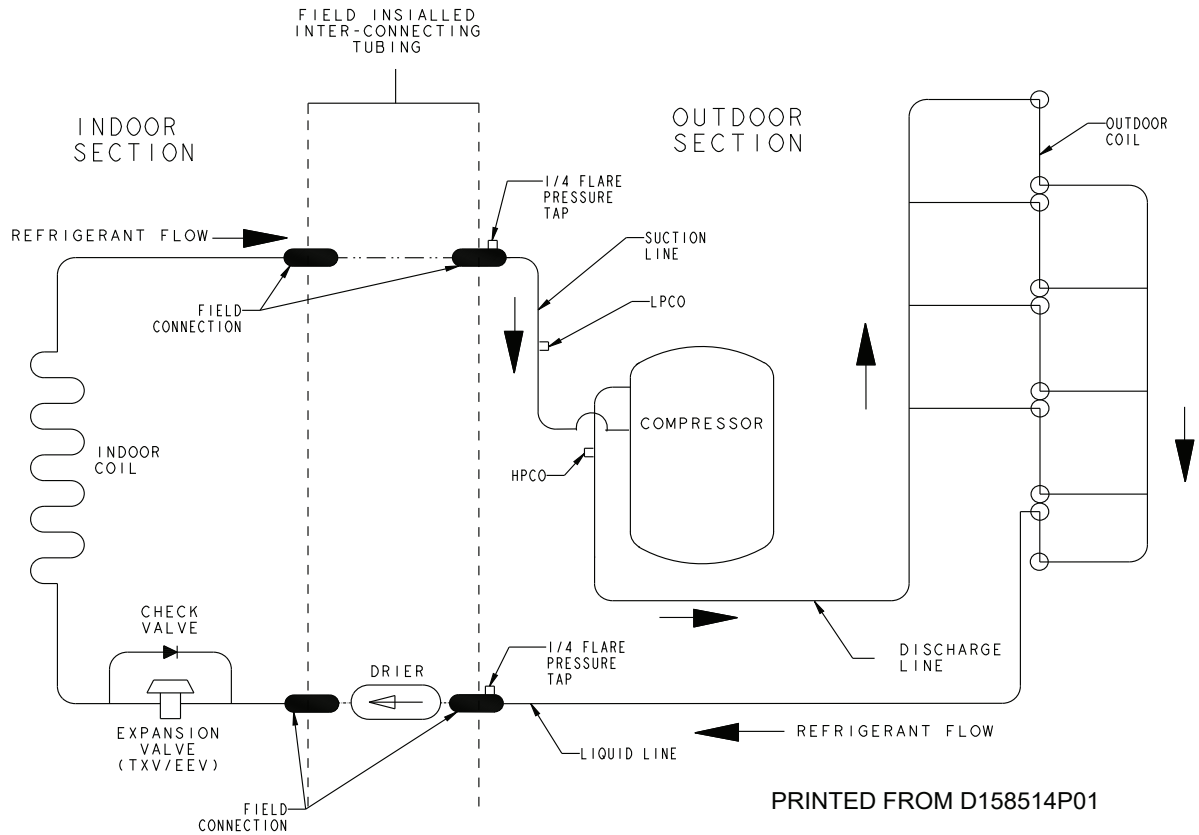 FIELD INSIALLED
INTER-CONNECTING
TUBING
INDOOR
SECTION
OUTDOOR
SECTION
OUTDOOR
COIL
1/4 FLARE
PRESSURE
TAP
REFRIGERANT FLOW
SUCTION
LINE
FIELD
CONNECTION
LPCO
COMPRESSOR
INDOOR
COIL
HPCO
CHECK
VALVE
DRIER
1/4 FLARE
PRESSURE
TAP
DISCHARGE
LINE
EXPANSION
VALVE
(TXV/EEV)
LIQUID LINE
REFRIGERANT FLOW
FIELD
CONNECTION
PRINTED FROM D158514P01